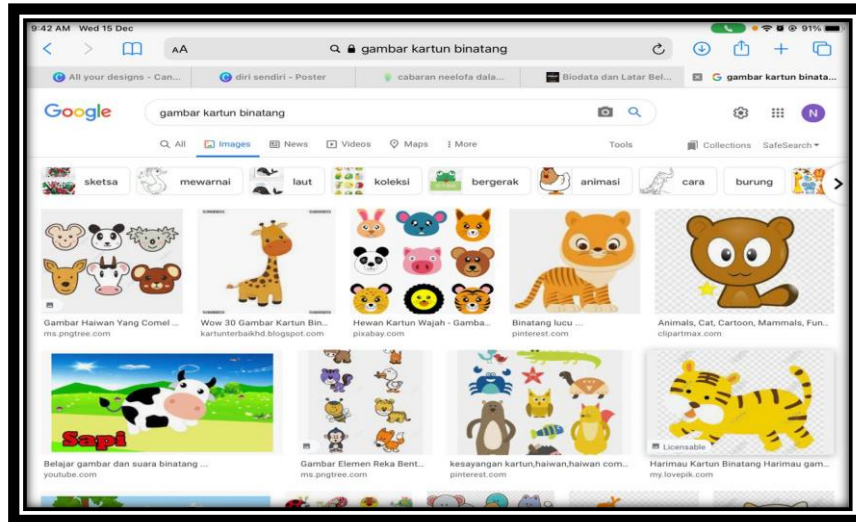 9:42 AM Wed 15 Dec
91%
AA
gambar kartun binatang
All your designs - Can...
diri sendiri - Poster
cabaran neelofa dala...
Biodata dan Latar Bel...
G gambar kartun binata...
Google
gambar kartun binatang
N
All
Images
News
Videos
Maps
More
Tools
Collections
SafeSearch
sketsa
mewarnai
laut
koleksi
bergerak
animasi
cara
burung
Gambar Haiwan Yang Comel ...
ms.pngtree.com
Wow 30 Gambar Kartun Bin...
kartunterbaikhd.blogspot.com
Hewan Kartun Wajah - Gamba...
pixabay.com
Binatang lucu ...
pinterest.com
Animals, Cat, Cartoon, Mammals, Fun...
clipartmax.com
Sapi
Licensable
Belajar gambar dan suara binatang ...
youtube.com
Gambar Elemen Reka Bent...
ms.pngtree.com
kesayangan kartun,haiwan,haiwan com...
pinterest.com
Harimau Kartun Binatang Harimau gam...
my.lovepik.com